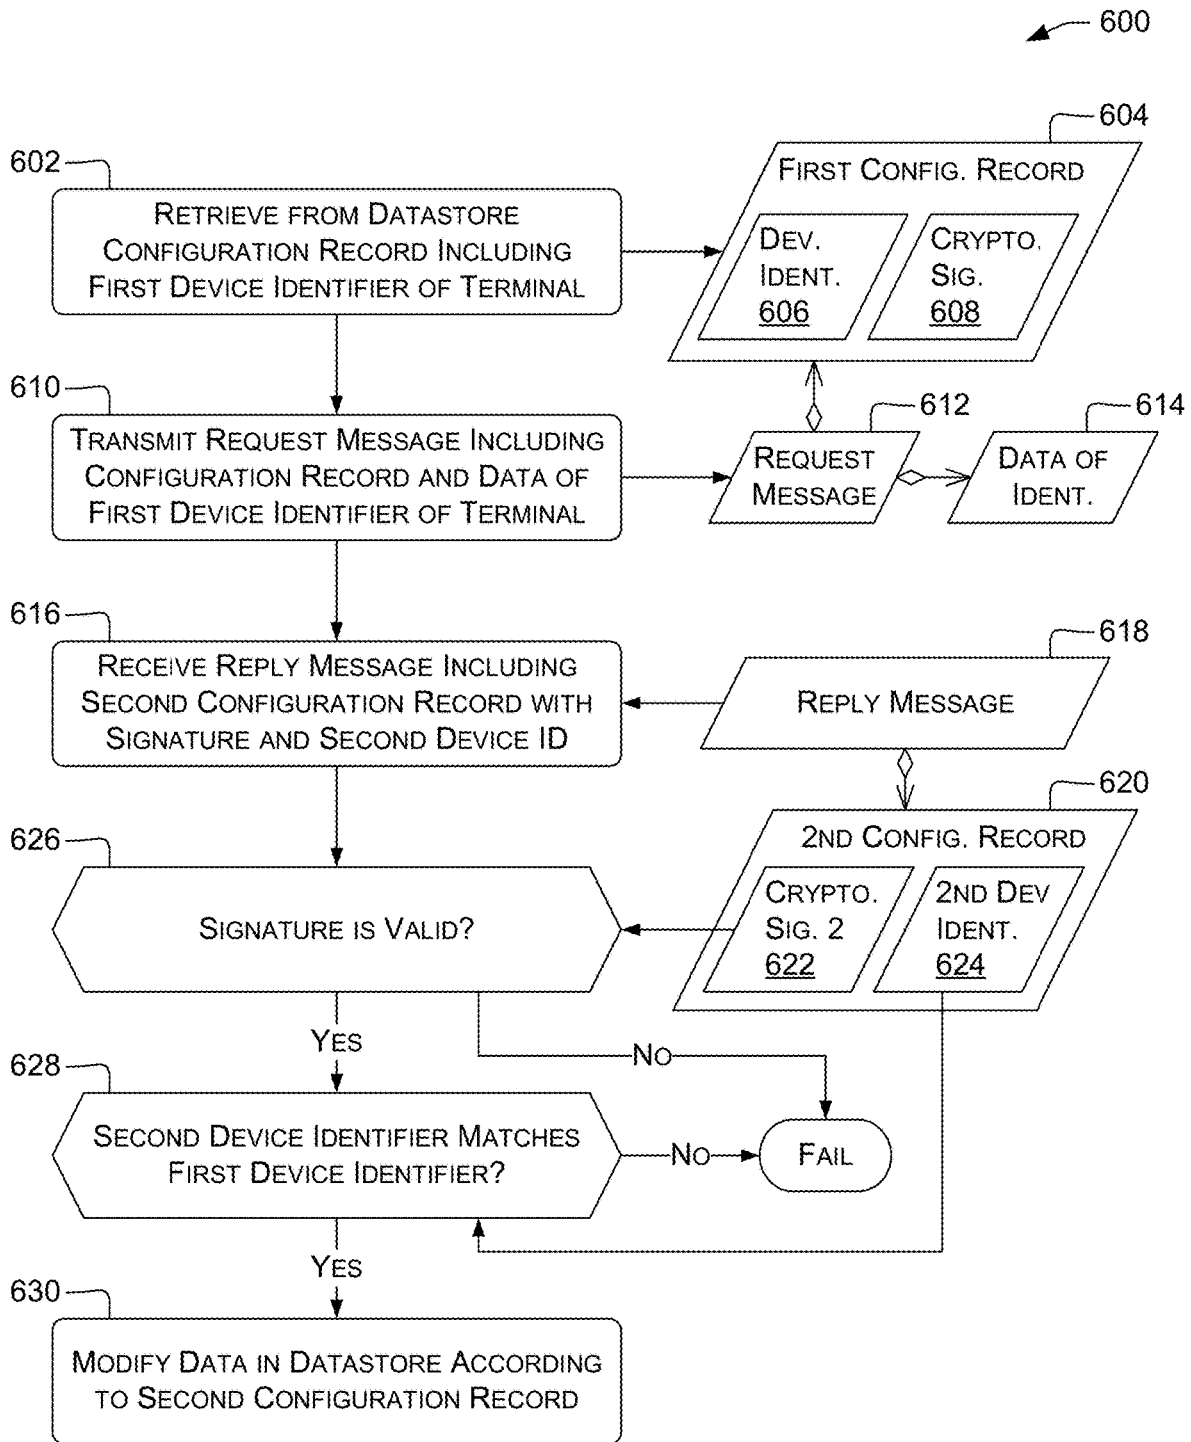 600
604
602
FIRST CONFIG. RECORD
RETRIEVE FROM DATASTORE
CONFIGURATION RECORD INCLUDING
FIRST DEVICE IDENTIFIER OF TERMINAL
DEV.
IDENT.
606
CRYPTO.
SIG.
608
610
612
614
TRANSMIT REQUEST MESSAGE INCLUDING
CONFIGURATION RECORD AND DATA OF
FIRST DEVICE IDENTIFIER OF TERMINAL
REQUEST
MESSAGE
DATA OF
IDENT.
616
618
RECEIVE REPLY MESSAGE INCLUDING
SECOND CONFIGURATION RECORD WITH
SIGNATURE AND SECOND DEVICE ID
REPLY MESSAGE
620
626
2ND CONFIG. RECORD
SIGNATURE IS VALID?
CRYPTO.
SIG. 2
622
2ND DEV
IDENT.
624
YES
NO
628
SECOND DEVICE IDENTIFIER MATCHES
FIRST DEVICE IDENTIFIER?
NO
FAIL
YES
630
MODIFY DATA IN DATASTORE ACCORDING
TO SECOND CONFIGURATION RECORD